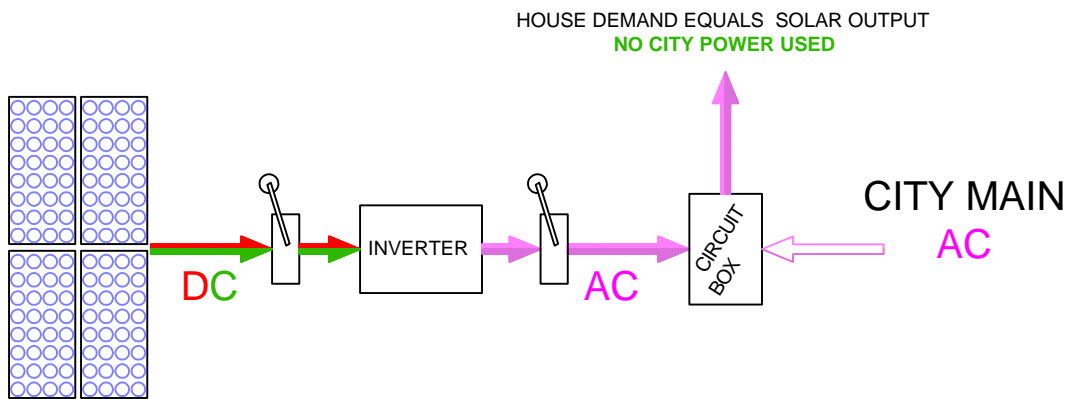 HOUSE DEMAND EQUALS SOLAR OUTPUT
NO CITY POWER USED
DC
INVERTER
AC
CIRCUIT
BOX
CITY MAIN
AC